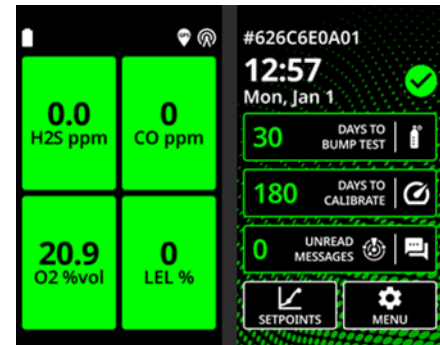 GPS
0.0
H2S ppm
0
CO ppm
20.9
O2 %vol
0
LEL %
#626C6E0A01
12:57
Mon, Jan 1
30
DAYS TO
BUMP TEST
180
DAYS TO
CALIBRATE
0
UNREAD
MESSAGES
SETPOINTS
MENU